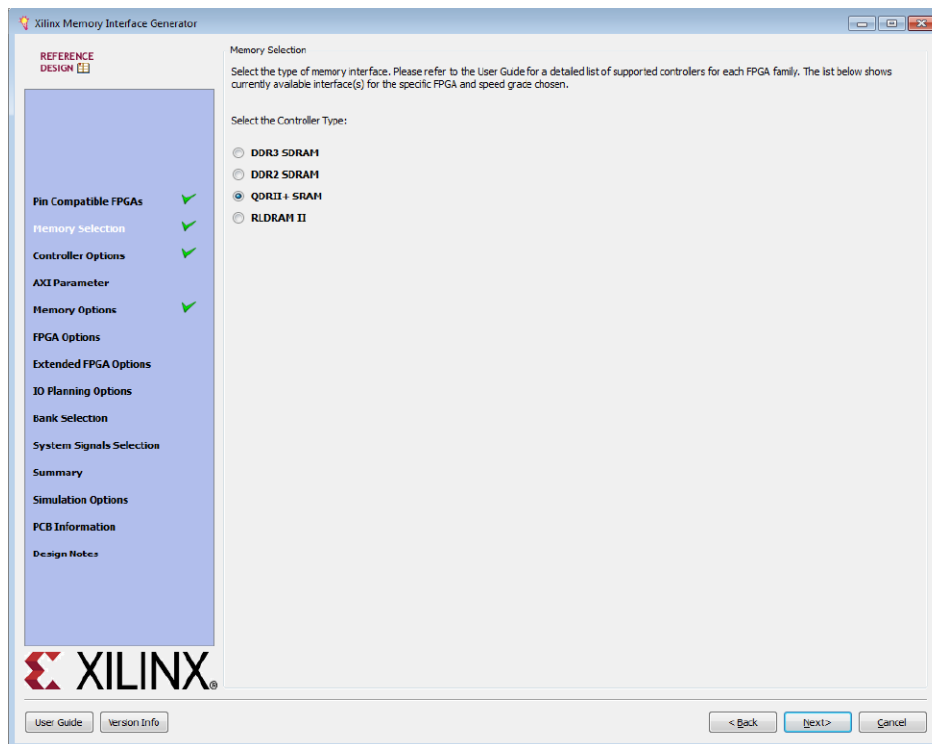 Xilinx Memory Interface Generator
REFERENCE
DESIGN
Memory Selection
Select the type of memory interface. Please refer to the User Guide for a detailed list of supported controllers for each FPGA family. The list below shows
currently available interface(s) for the specific FPGA and speed grace chosen.
Select the Controller Type:
DDR3 SDRAM
DDR2 SDRAM
QDRII+ SRAM
RLDRAM II
Pin Compatible FPGAs
Memory Selection
Controller Options
AXI Parameter
Memory Options
FPGA Options
Extended FPGA Options
IO Planning Options
Bank Selection
System Signals Selection
Summary
Simulation Options
PCB Information
Design Notes
XILINX®
User Guide
Version Info
< Back
Next>
Cancel